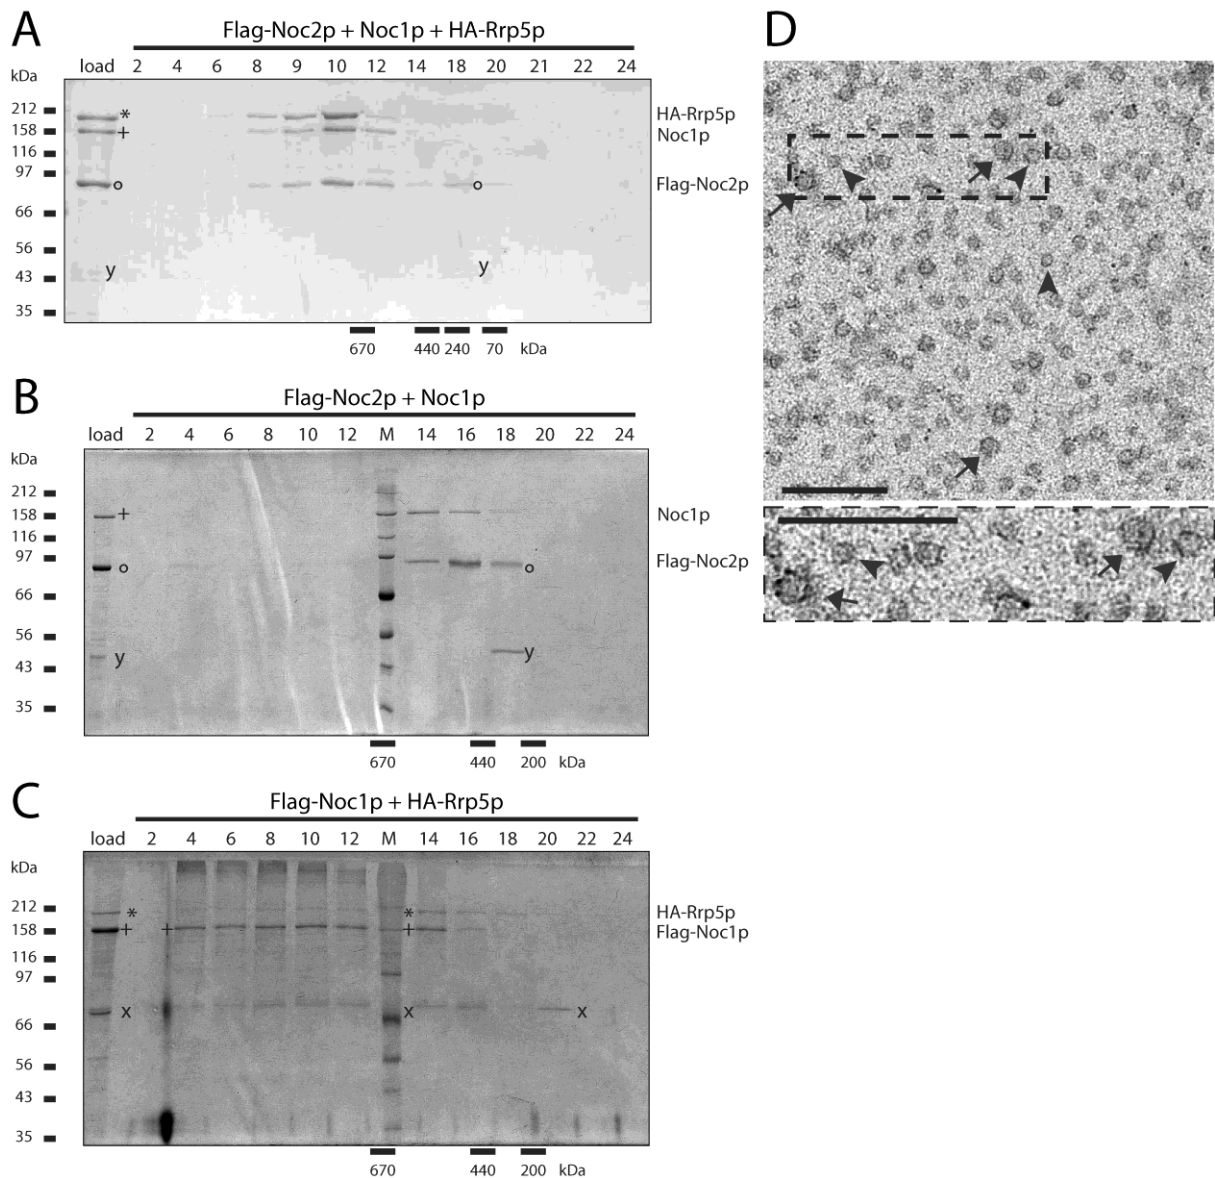 A
Flag-Noc2p + Noc1p + HA-Rrp5p
kDa
load 2 4 6 8 9 10 12 14 18 20 21 22 24
212 * HA-Rrp5p
158 + Noc1p
116
97
o o Flag-Noc2p
66
56
y y
43
35
670 440 240 70 kDa
B
Flag-Noc2p + Noc1p
load 2 4 6 8 10 12 M 14 16 18 20 22 24
kDa
212
158 + Noc1p
116
97
o o Flag-Noc2p
66
56
y y
43
35
670 440 200 kDa
C
Flag-Noc1p + HA-Rrp5p
load 2 4 6 8 10 12 M 14 16 18 20 22 24
kDa
212 * * HA-Rrp5p
158 + + + Flag-Noc1p
116
97
x x x
66
56
43
35
670 440 200 kDa
D